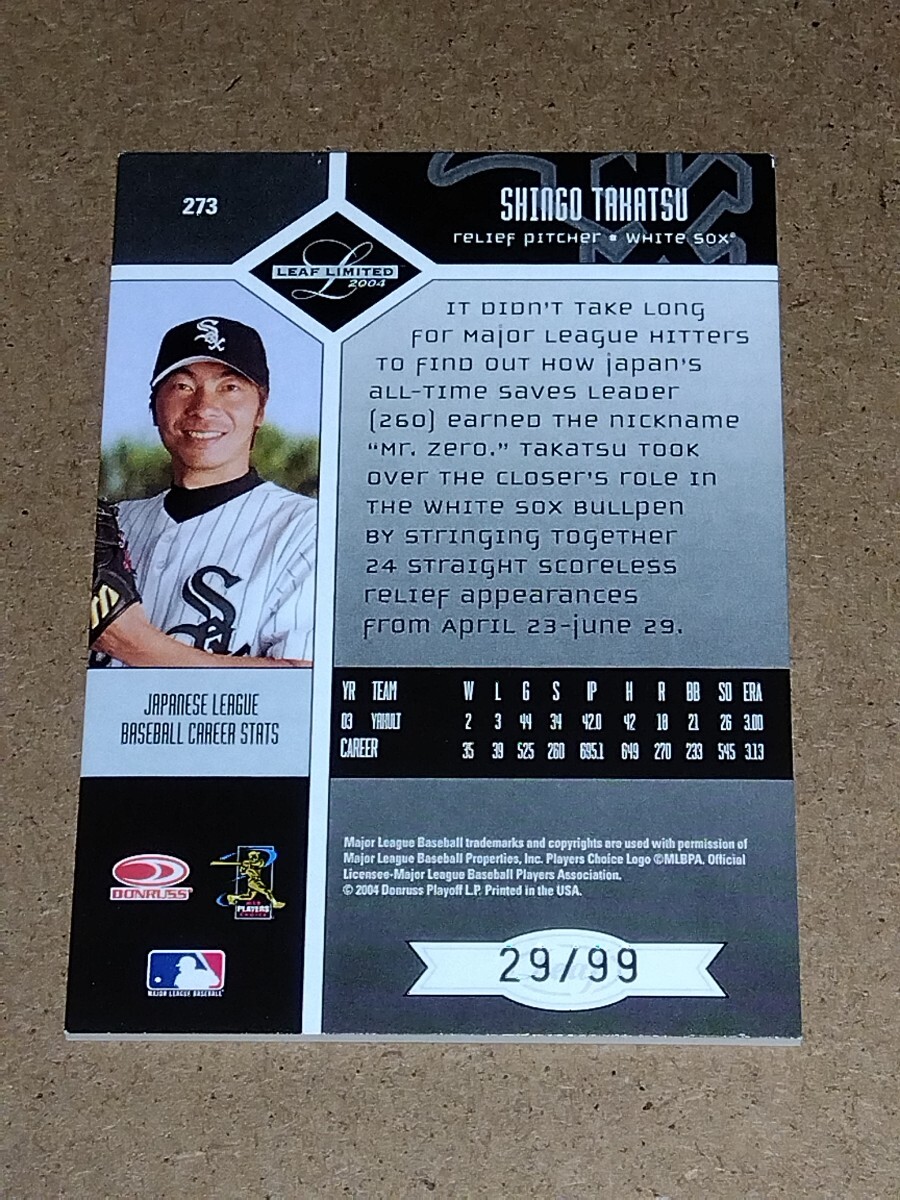 273
SHINGO TAKATSU
RELIEF PITCHER • WHITE SOX®
LEAF LIMITED
2004
IT DIDN'T TAKE LONG
FOR MAJOR LEAGUE HITTERS
TO FIND OUT HOW JAPAN'S
ALL-TIME SAVES LEADER
(260) EARNED THE NICKNAME
"MR. ZERO." TAKATSU TOOK
OVER THE CLOSER'S ROLE IN
THE WHITE SOX BULLPEN
BY STRINGING TOGETHER
24 STRAIGHT SCORELESS
RELIEF APPEARANCES
FROM APRIL 23-JUNE 29.
Sox
Sox
JAPANESE LEAGUE
BASEBALL CAREER STATS
YR TEAM W L G S IP H R BB SO ERA
03 YAKULT 2 3 44 34 42.0 42 18 21 26 3.00
CAREER 35 39 525 260 695.1 649 270 233 545 3.13
Major League Baseball trademarks and copyrights are used with permission of
Major League Baseball Properties, Inc. Players Choice Logo ©MLBPA. Official
Licensee-Major League Baseball Players Association.
© 2004 Donruss Playoff L.P. Printed in the USA.
DONRUSS
PLAYERS
CHOICE
MAJOR LEAGUE BASEBALL
29/99